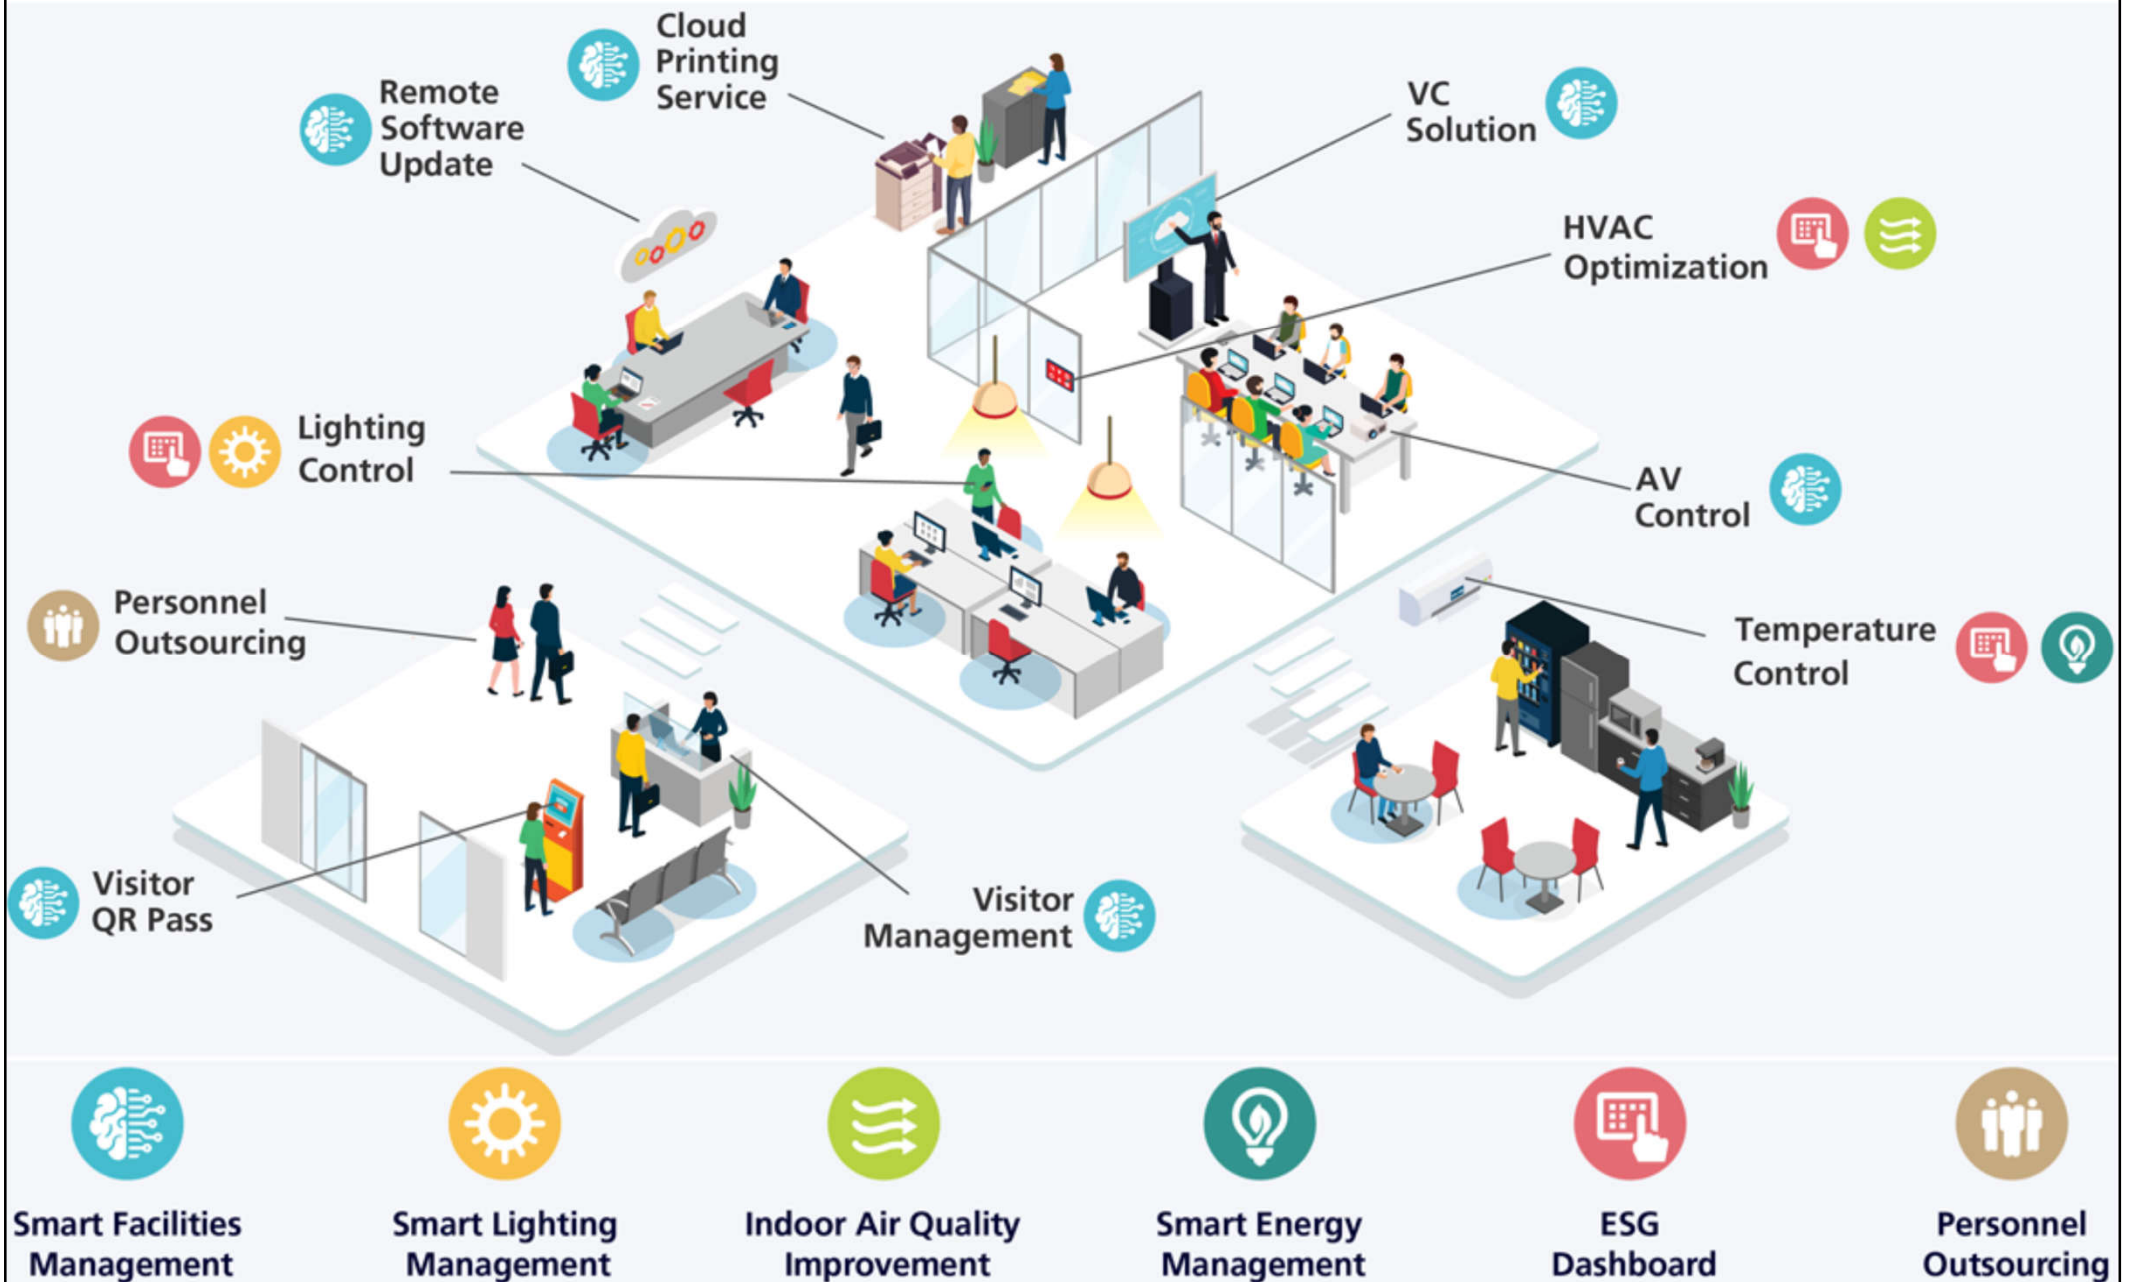 Cloud
Printing
Service
Remote
Software
Update
VC
Solution
HVAC
Optimization
Lighting
Control
AV
Control
Personnel
Outsourcing
Temperature
Control
Visitor
QR Pass
Visitor
Management
Smart Facilities
Management
Smart Lighting
Management
Indoor Air Quality
Improvement
Smart Energy
Management
ESG
Dashboard
Personnel
Outsourcing